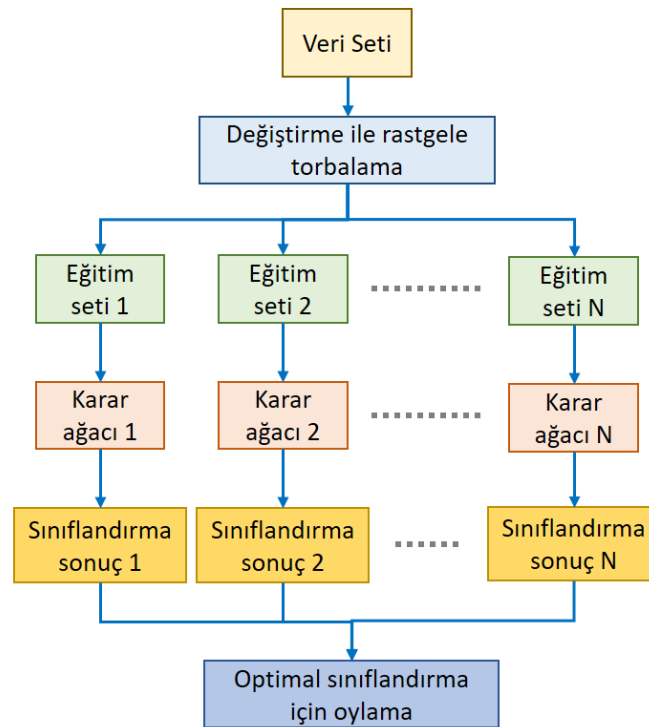 Veri Seti
Değiştirme ile rastgele
torbalama
Eğitim
seti 1
Eğitim
seti 2
Eğitim
seti N
Karar
ağacı 1
Karar
ağacı 2
Karar
ağacı N
Sınıflandırma
sonuç 1
Sınıflandırma
sonuç 2
Sınıflandırma
sonuç N
Optimal sınıflandırma
için oylama